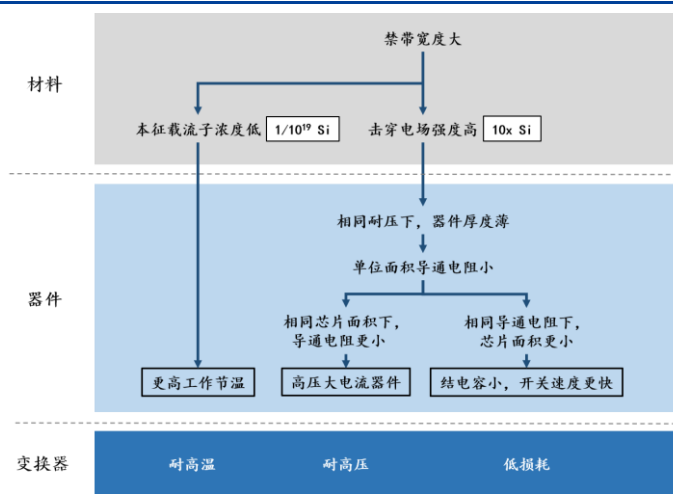 材料
禁带宽度大
本征载流子浓度低 1/10¹⁹ Si
击穿电场强度高 10x Si
器件
相同耐压下，器件厚度薄
单位面积导通电阻小
相同芯片面积下，
导通电阻更小
相同导通电阻下，
芯片面积更小
更高工作节温
高压大电流器件
结电容小，开关速度更快
变换器
耐高温
耐高压
低损耗